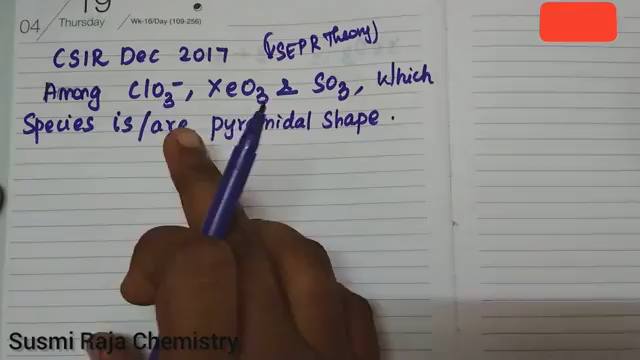 19
04
Thursday
Wk-16/Day (109-256)
CSIR Dec 2017 (VSEPR Theory)
Among ClO3⁻, XeO3 & SO3, which
Species is/are pyramidal shape.
Susmi Raja Chemistry